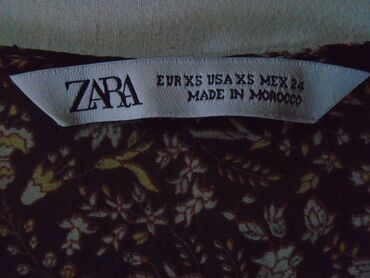 ZARA
EUR XS USA XS MEX 24
MADE IN MOROCCO